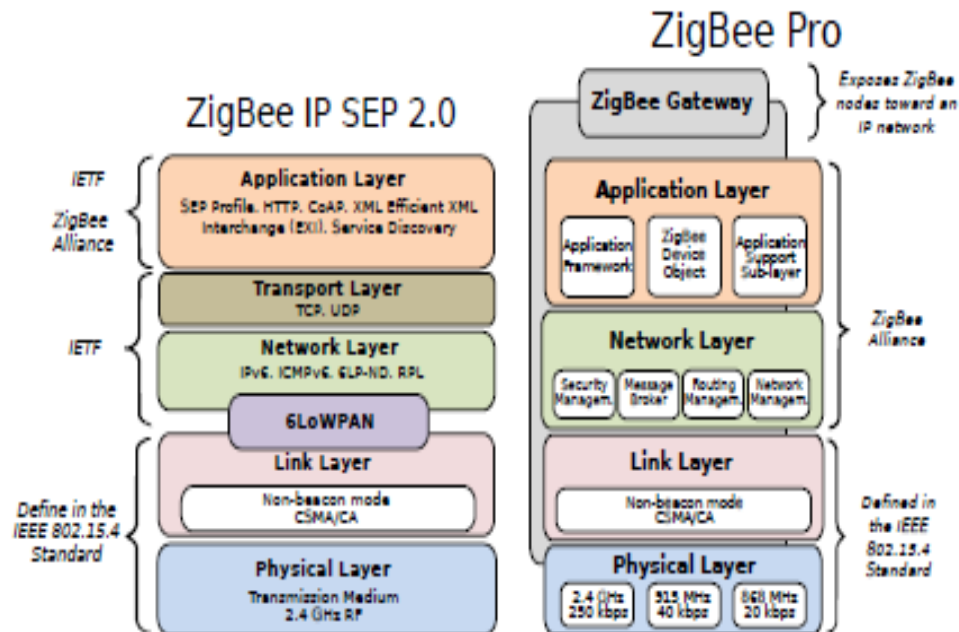 ZigBee IP SEP 2.0
IETF
ZigBee
Alliance
Application Layer
SEP Profile, HTTP, CoAP, XML Efficient XML
Interchange (EXI), Service Discovery
IETF
Transport Layer
TCP, UDP
Network Layer
IPv6, ICMPv6, 6LP-ND, RPL
6LoWPAN
Define in the
IEEE 802.15.4
Standard
Link Layer
Non-beacon mode
CSMA/CA
Physical Layer
Transmission Medium
2.4 GHz RF
ZigBee Pro
ZigBee Gateway
Exposes ZigBee
nodes toward an
IP network
Application Layer
Application
Framework
ZigBee
Device
Object
Application
Support
Sub-layer
Network Layer
Security
Managem.
Message
Broker
Routing
Managem.
Network
Managem.
ZigBee
Alliance
Link Layer
Non-beacon mode
CSMA/CA
Physical Layer
2.4 GHz
250 kbps
915 MHz
40 kbps
868 MHz
20 kbps
Defined in
the IEEE
802.15.4
Standard